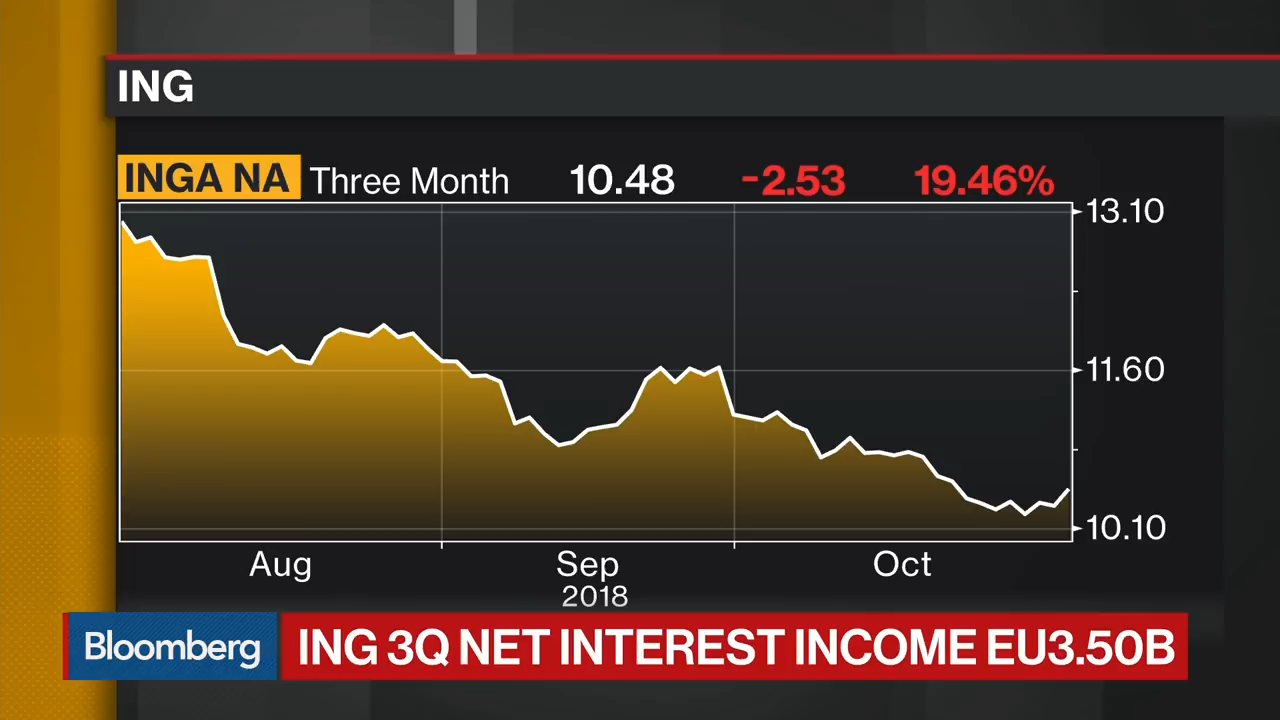 ING
INGA NA Three Month 10.48 -2.53 19.46%
13.10
11.60
10.10
Aug Sep Oct
2018
Bloomberg ING 3Q NET INTEREST INCOME EU3.50B